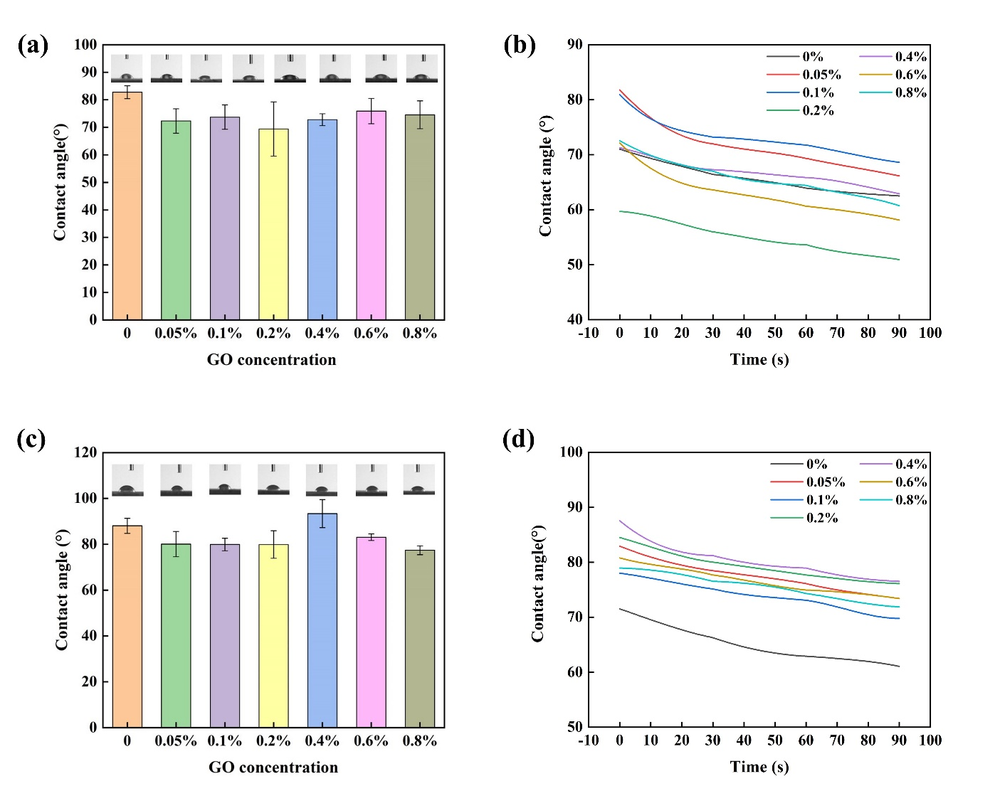 (a)
100
90
80
70
60
50
40
30
20
10
0
Contact angle(°)
0 0.05% 0.1% 0.2% 0.4% 0.6% 0.8%
GO concentration
(b)
90
80
70
60
50
40
Contact angle (°)
0% 0.4%
0.05% 0.6%
0.1% 0.8%
0.2%
-10 0 10 20 30 40 50 60 70 80 90 100
Time (s)
(c)
120
100
80
60
40
20
0
Contact angle (°)
0 0.05% 0.1% 0.2% 0.4% 0.6% 0.8%
GO concentration
(d)
100
90
80
70
60
50
Contact angle(°)
0% 0.4%
0.05% 0.6%
0.1% 0.8%
0.2%
-10 0 10 20 30 40 50 60 70 80 90 100
Time (s)